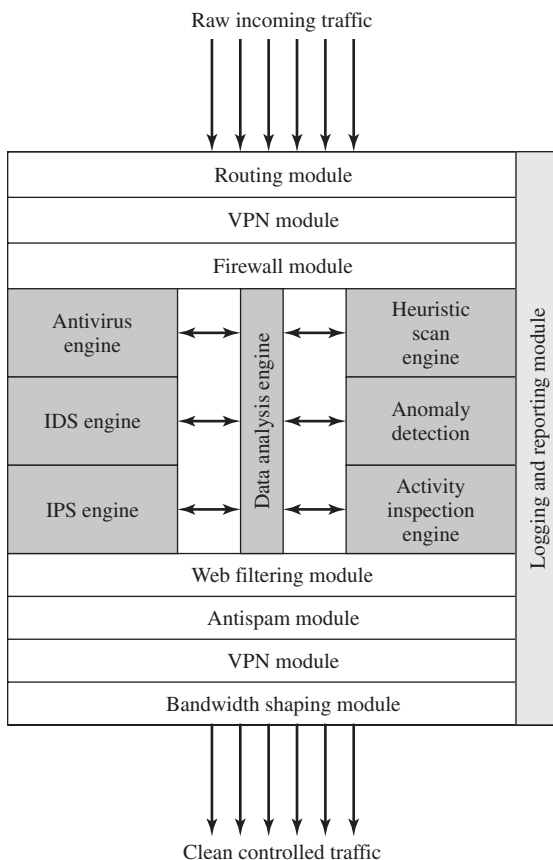 Raw incoming traffic
Routing module
VPN module
Firewall module
Antivirus
engine
Heuristic
scan
engine
IDS engine
Anomaly
detection
IPS engine
Activity
inspection
engine
Data analysis engine
Web filtering module
Antispam module
VPN module
Bandwidth shaping module
Logging and reporting module
Clean controlled traffic